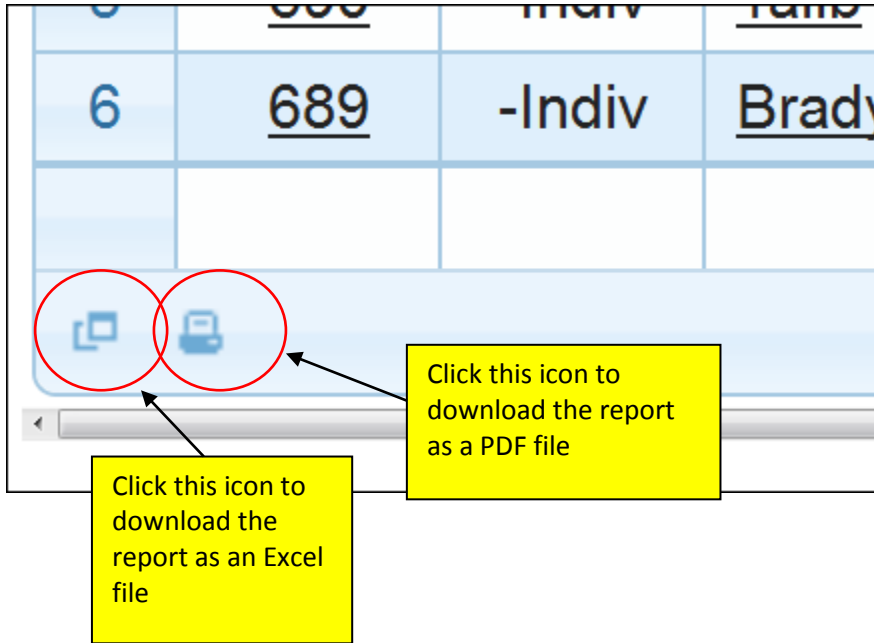 6 689 -Indiv Brady
Click this icon to
download the report
as a PDF file
Click this icon to
download the
report as an Excel
file